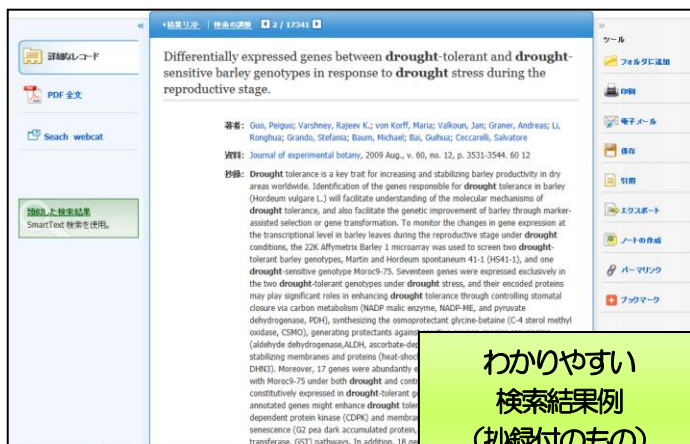 «
詳細なレコード
PDF 全文
Seach webcat
類似した検索結果
SmartText 検索を使用。
結果リスト | 検索の調整 2 / 17341
Differentially expressed genes between drought-tolerant and drought-
sensitive barley genotypes in response to drought stress during the
reproductive stage.
著者: Guo, Peiguo; Varshney, Rajeev K.; von Korff, Maria; Valkoun, Jan; Graner, Andreas; Li,
Ronghua; Grando, Stefania; Baum, Michael; Bai, Guihua; Ceccarelli, Salvatore
資料: Journal of experimental botany, 2009 Aug., v. 60, no. 12, p. 3531-3544. 60 12
抄録: Drought tolerance is a key trait for increasing and stabilizing barley productivity in dry
areas worldwide. Identification of the genes responsible for drought tolerance in barley
(Hordeum vulgare L.) will facilitate understanding of the molecular mechanisms of
drought tolerance, and also facilitate the genetic improvement of barley through marker-
assisted selection or gene transformation. To monitor the changes in gene expression at
the transcriptional level in barley leaves during the reproductive stage under drought
conditions, the 22K Affymetrix Barley 1 microarray was used to screen two drought-
tolerant barley genotypes, Martin and Hordeum spontaneum 41-1 (HS41-1), and one
drought-sensitive genotype Moroc9-75. Seventeen genes were expressed exclusively in
the two drought-tolerant genotypes under drought stress, and their encoded proteins
may play significant roles in enhancing drought tolerance through controlling stomatal
closure via carbon metabolism (NADP malic enzyme, NADP-ME, and pyruvate
dehydrogenase, PDH), synthesizing the osmoprotectant glycine-betaine (C-4 sterol methyl
oxidase, CSMO), generating protectants against
(aldehyde dehydrogenase,ALDH, ascorbate-dep
stabilizing membranes and proteins (heat-shoc
DHN3). Moreover, 17 genes were abundantly e
with Moroc9-75 under both drought and contr
constitutively expressed in drought-tolerant g
annotated genes might enhance drought toler
dependent protein kinase (CDPK) and membra
senescence (G2 pea dark accumulated protein,
transferase, GST) pathways. In addition, 18 gen
»
ツール
フォルダに追加
印刷
電子メール
保存
引用
エクスポート
ノートの作成
パーマリンク
ブックマーク
わかりやすい
検索結果例
(抄録付のもの)